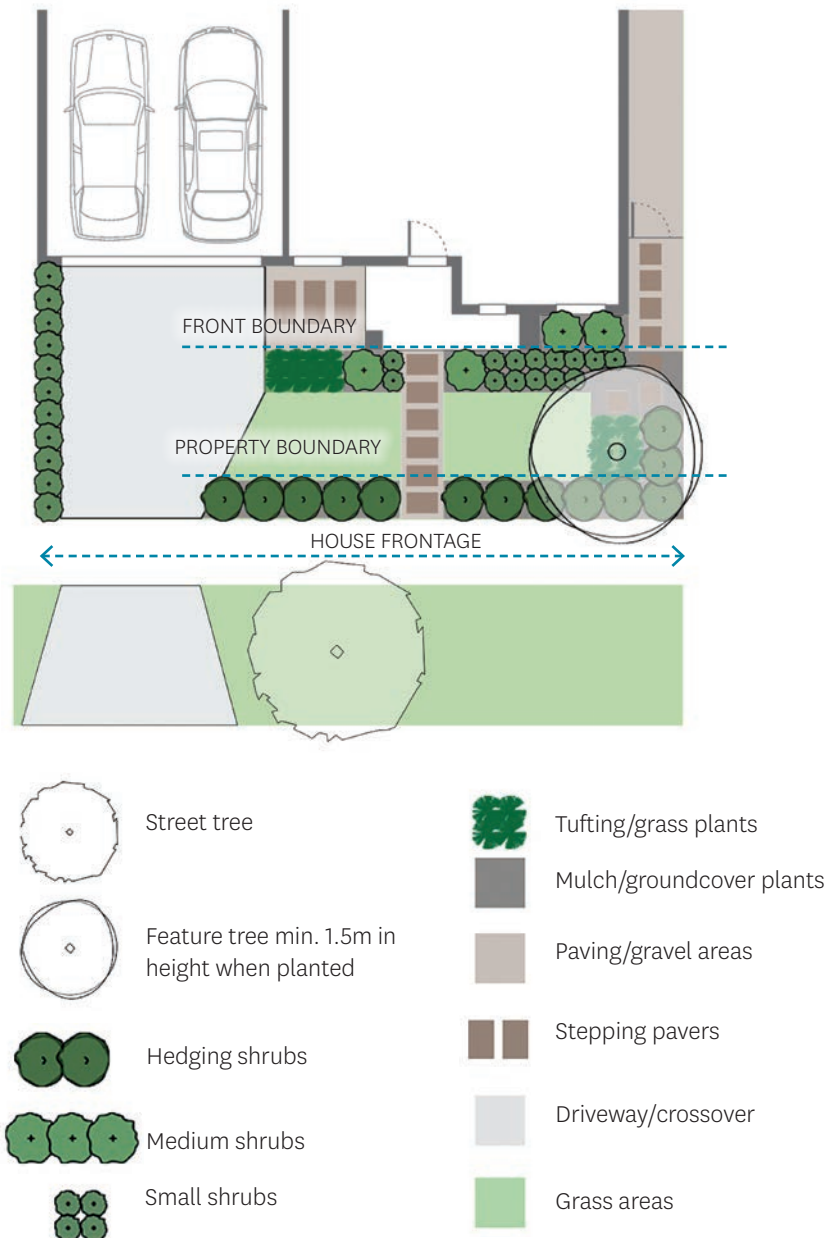 FRONT BOUNDARY
PROPERTY BOUNDARY
HOUSE FRONTAGE
Street tree
Feature tree min. 1.5m in
height when planted
Hedging shrubs
Medium shrubs
Small shrubs
Tufting/grass plants
Mulch/groundcover plants
Paving/gravel areas
Stepping pavers
Driveway/crossover
Grass areas